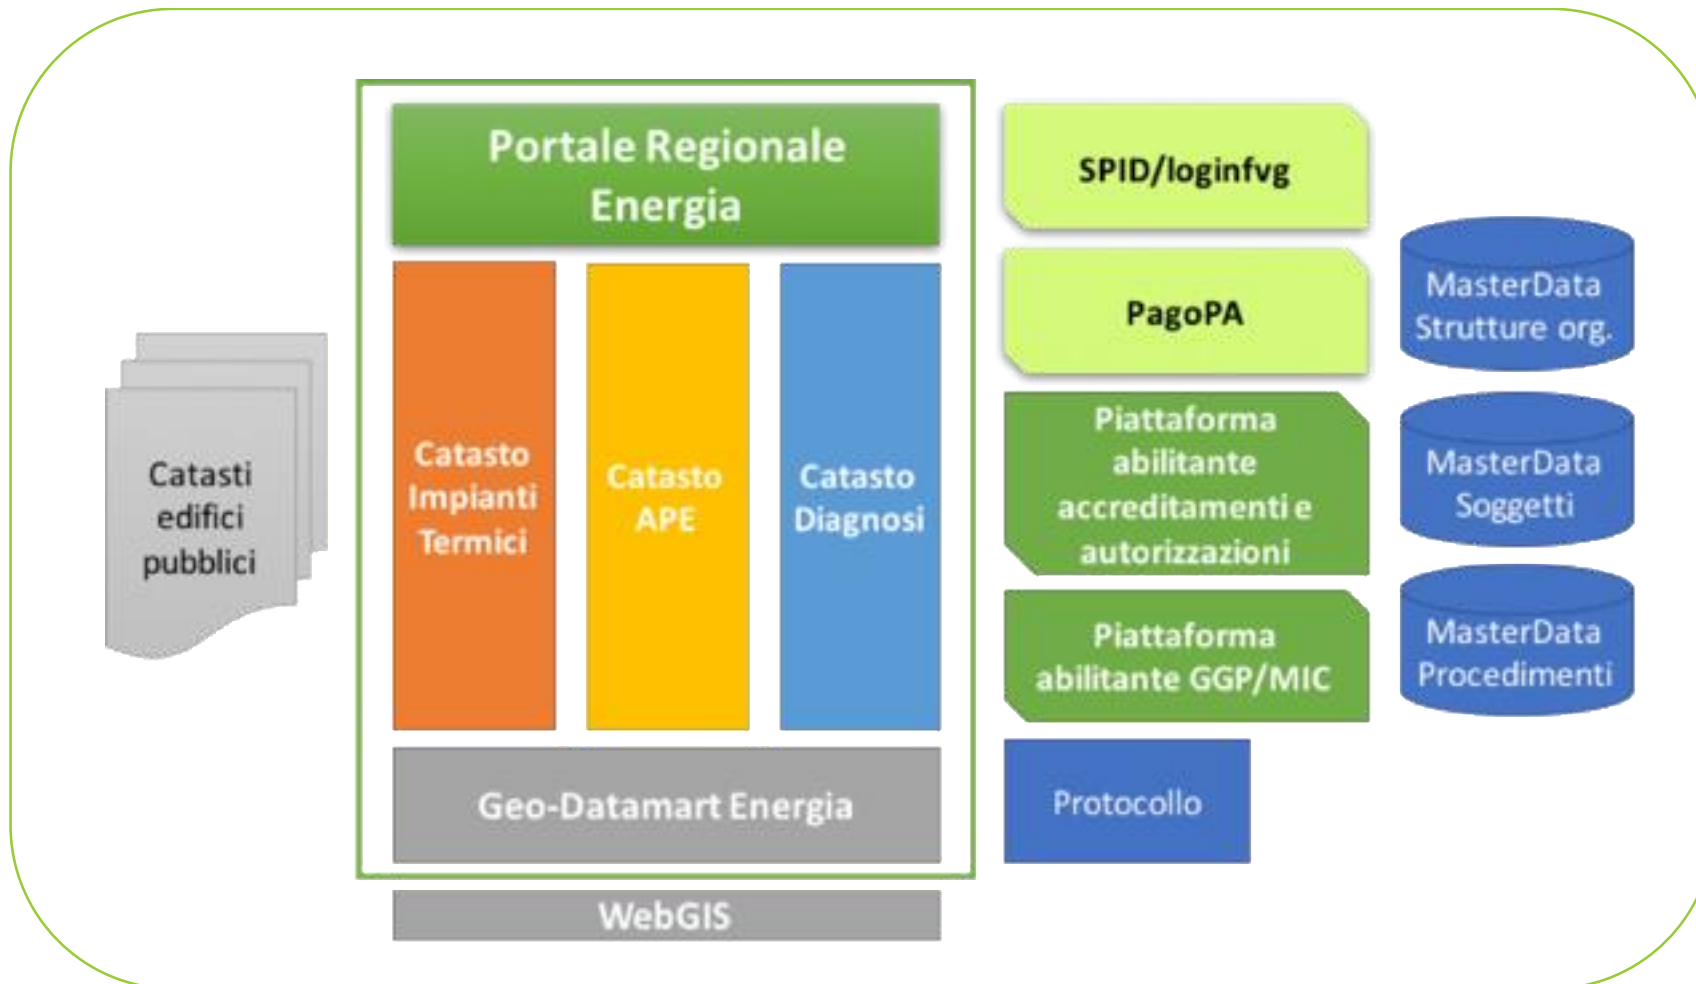 Portale Regionale
Energia
Catasti
edifici
pubblici
Catasto
Impianti
Termici
Catasto
APE
Catasto
Diagnosi
Geo-Datamart Energia
WebGIS
SPID/loginfvg
PagoPA
Piattaforma
abilitante
accreditamenti e
autorizzazioni
Piattaforma
abilitante GGP/MIC
Protocollo
MasterData
Strutture org.
MasterData
Soggetti
MasterData
Procedimenti